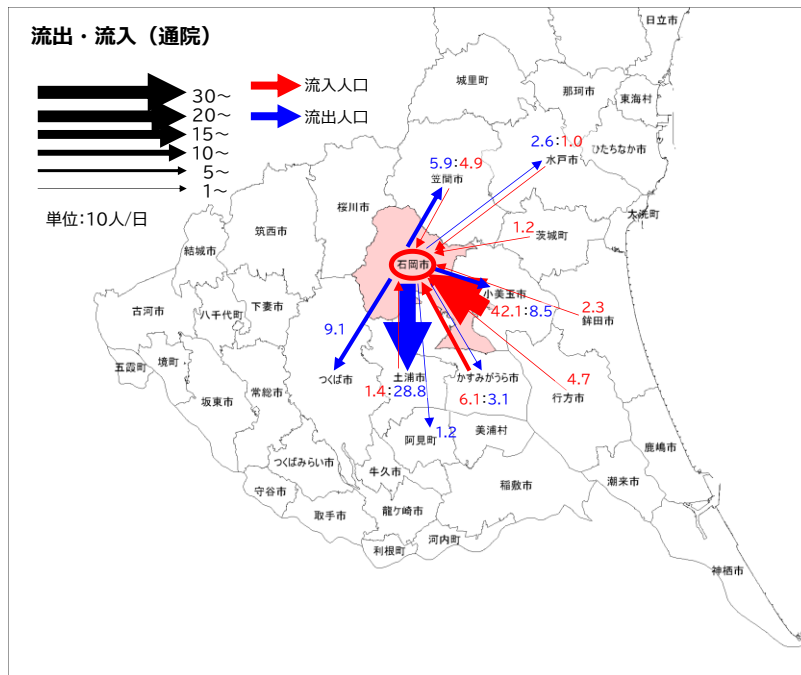 流出・流入（通院）
30～
20～
15～
10～
5～
1～
単位:10人/日
流入人口
流出人口
日立市
城里町
那珂市
東海村
2.6:1.0
水戸市
ひたちなか市
5.9:4.9
笠間市
桜川市
筑西市
結城市
大洗町
1.2
茨城町
石岡市
小美玉市
42.1:8.5
2.3
鉾田市
古河市
八千代町
下妻市
9.1
五霞町
境町
つくば市
土浦市
1.4:28.8
かすみがうら市
6.1:3.1
4.7
行方市
坂東市
常総市
1.2
阿見町
美浦村
鹿嶋市
つくばみらい市
牛久市
稲敷市
潮来市
守谷市
取手市
龍ケ崎市
利根町
河内町
神栖市